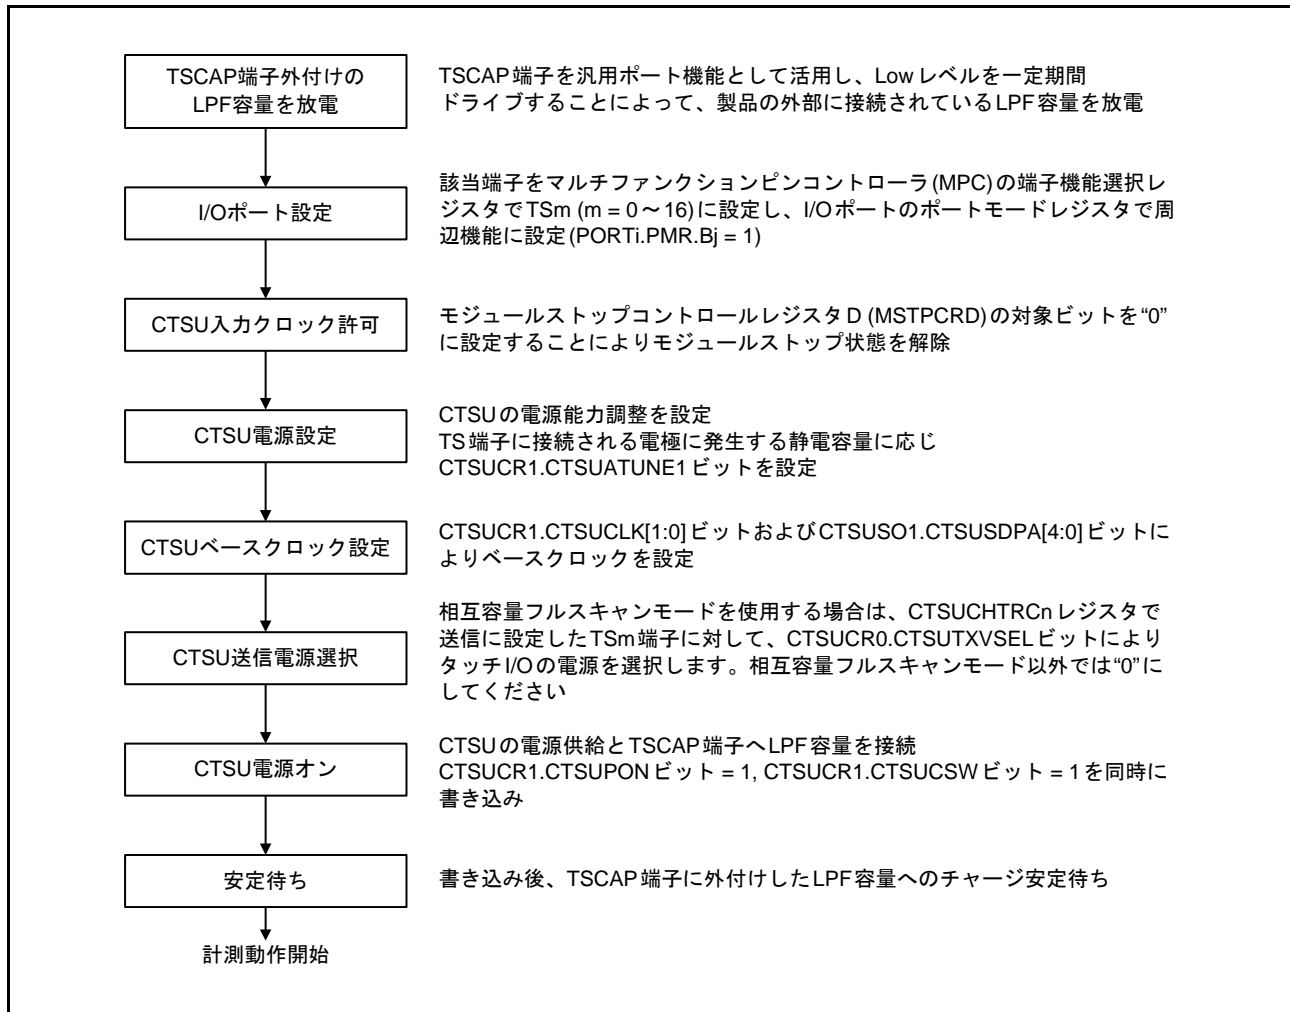 TSCAP端子外付けの
LPF容量を放電
TSCAP端子を汎用ポート機能として活用し、Lowレベルを一定期間
ドライブすることによって、製品の外部に接続されているLPF容量を放電
I/Oポート設定
該当端子をマルチファンクションピンコントローラ(MPC)の端子機能選択レ
ジスタでTSm (m = 0～16)に設定し、I/Oポートのポートモードレジスタで周
辺機能に設定(PORTi.PMR.Bj = 1)
CTSU入力クロック許可
モジュールストップコントロールレジスタD (MSTPCRD)の対象ビットを“0”
に設定することによりモジュールストップ状態を解除
CTSU電源設定
CTSUの電源能力調整を設定
TS端子に接続される電極に発生する静電容量に応じ
CTSUCR1.CTSUATUNE1ビットを設定
CTSUベースクロック設定
CTSUCR1.CTSUCLK[1:0]ビットおよびCTSUSO1.CTSUSDPA[4:0]ビットに
よりベースクロックを設定
CTSU送信電源選択
相互容量フルスキャンモードを使用する場合は、CTSUCHTRCnレジスタで
送信に設定したTSm端子に対して、CTSUCR0.CTSUTXVSELビットにより
タッチI/Oの電源を選択します。相互容量フルスキャンモード以外では“0”に
してください
CTSU電源オン
CTSUの電源供給とTSCAP端子へLPF容量を接続
CTSUCR1.CTSUPONビット = 1, CTSUCR1.CTSUCSWビット = 1を同時に
書き込み
安定待ち
書き込み後、TSCAP端子に外付けしたLPF容量へのチャージ安定待ち
計測動作開始